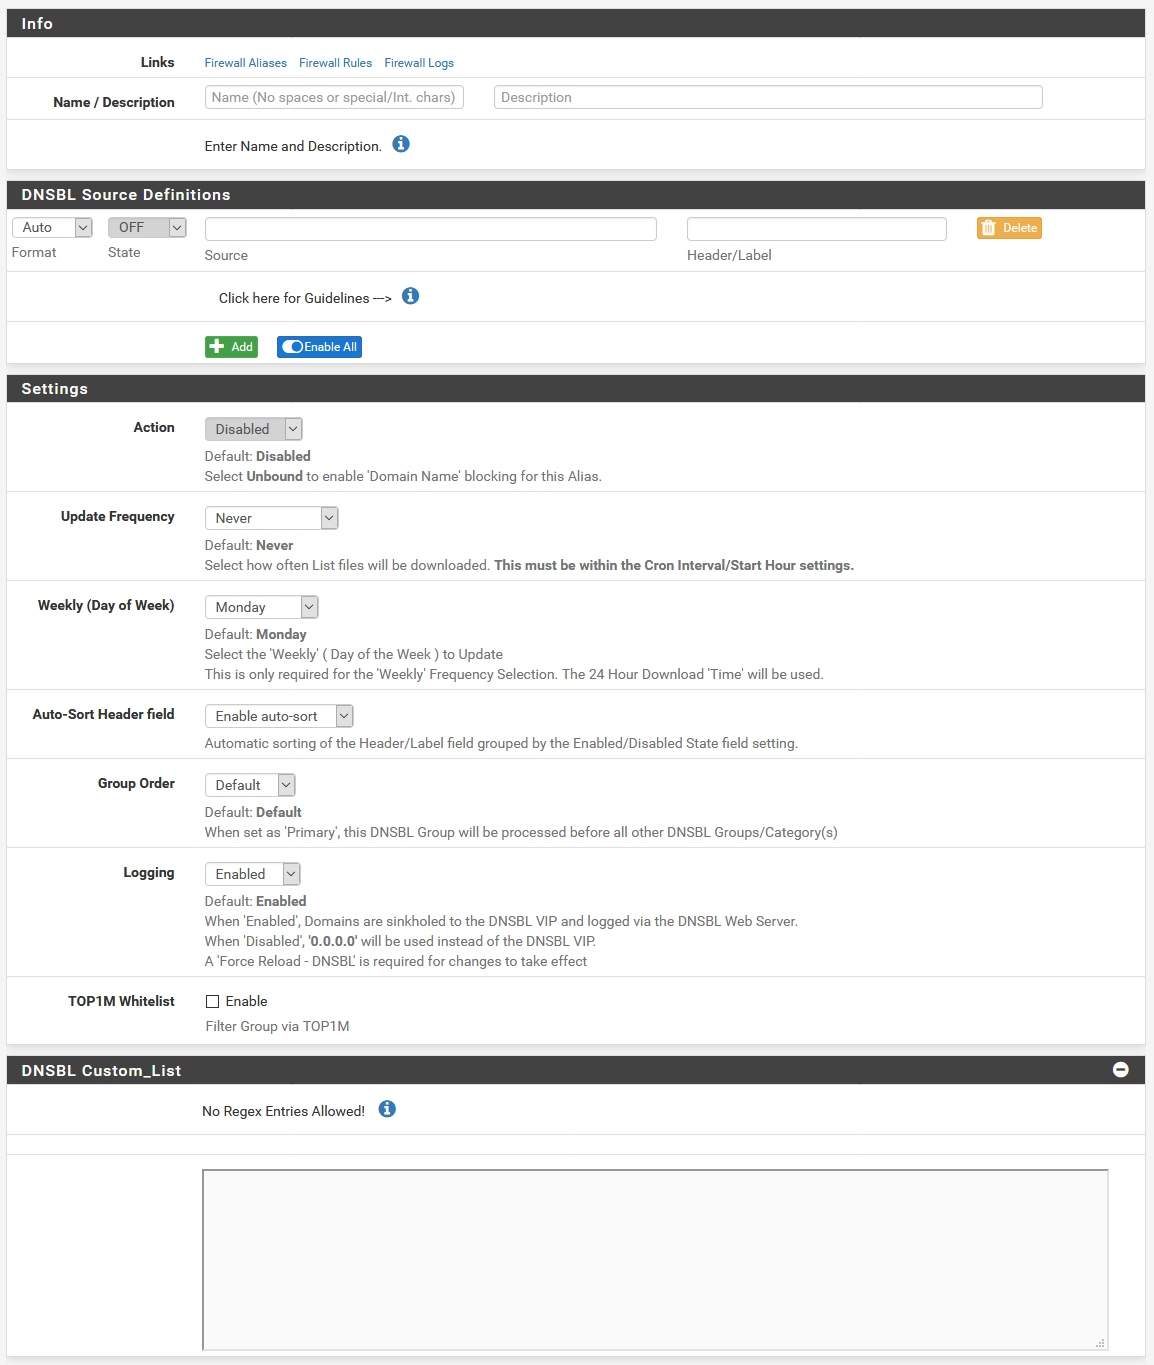 Info
Links Firewall Aliases Firewall Rules Firewall Logs
Name / Description Name (No spaces or special/Int. chars) Description
Enter Name and Description.
DNSBL Source Definitions
Auto OFF Delete
Format State Source Header/Label
Click here for Guidelines --->
Add Enable All
Settings
Action Disabled
Default: Disabled
Select Unbound to enable 'Domain Name' blocking for this Alias.
Update Frequency Never
Default: Never
Select how often List files will be downloaded. This must be within the Cron Interval/Start Hour settings.
Weekly (Day of Week) Monday
Default: Monday
Select the 'Weekly' ( Day of the Week ) to Update
This is only required for the 'Weekly' Frequency Selection. The 24 Hour Download 'Time' will be used.
Auto-Sort Header field Enable auto-sort
Automatic sorting of the Header/Label field grouped by the Enabled/Disabled State field setting.
Group Order Default
Default: Default
When set as 'Primary', this DNSBL Group will be processed before all other DNSBL Groups/Category(s)
Logging Enabled
Default: Enabled
When 'Enabled', Domains are sinkholed to the DNSBL VIP and logged via the DNSBL Web Server.
When 'Disabled', '0.0.0.0' will be used instead of the DNSBL VIP.
A 'Force Reload - DNSBL' is required for changes to take effect
TOP1M Whitelist Enable
Filter Group via TOP1M
DNSBL Custom_List
No Regex Entries Allowed!